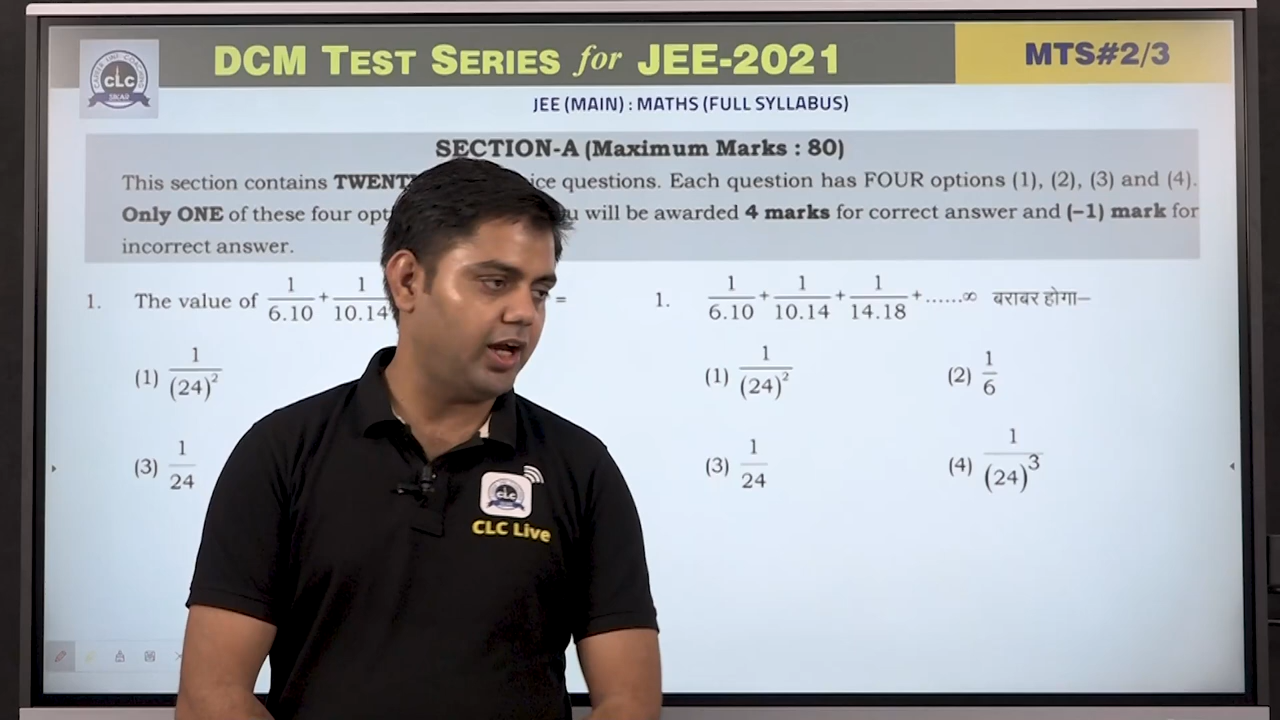 DCM TEST SERIES for JEE-2021
MTS#2/3
CLC
SIKAR
JEE (MAIN) : MATHS (FULL SYLLABUS)
SECTION-A (Maximum Marks : 80)
This section contains questions. Each question has FOUR options (1), (2), (3) and (4).
Only ONE of these four will be awarded 4 marks for correct answer and (–1) mark for
incorrect answer.
1. The value of 1/6.10 + 1/10.14 =
(1) 1/(24)²
(3) 1/24
1. 1/6.10 + 1/10.14 + 1/14.18 + ......∞ बराबर होगा–
(1) 1/(24)² (2) 1/6
(3) 1/24 (4) 1/(24)³
CLC
CLC Live